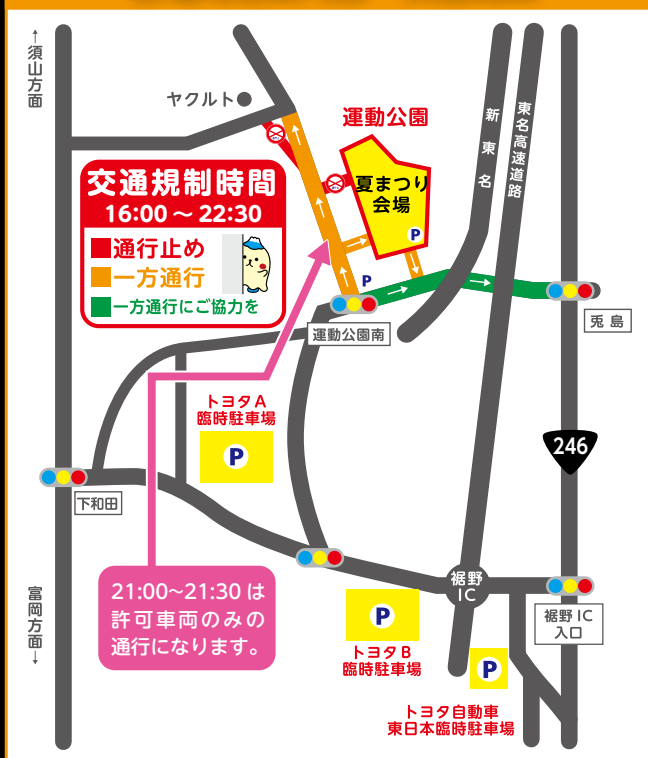 ↑須山方面
ヤクルト
運動公園
新東名
東名高速道路
交通規制時間
16:00 ～ 22:30
通行止め
一方通行
一方通行にご協力を
夏まつり
会場
P
P
運動公園南
兎島
トヨタA
臨時駐車場
P
246
下和田
21:00~21:30 は
許可車両のみの
通行になります。
裾野
IC
裾野 IC
入口
P
トヨタB
臨時駐車場
P
トヨタ自動車
東日本臨時駐車場
富岡方面↓